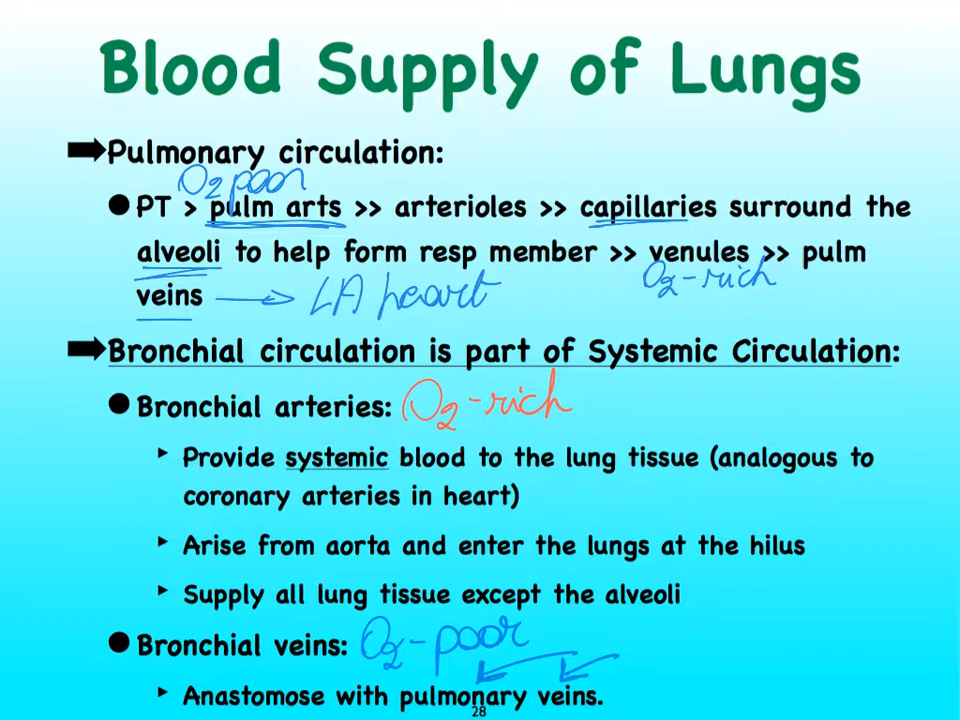 Blood Supply of Lungs
Pulmonary circulation:
O2 poor
PT > pulm arts >> arterioles >> capillaries surround the
alveoli to help form resp member >> venules >> pulm
O2-rich
veins → LA heart
Bronchial circulation is part of Systemic Circulation:
Bronchial arteries: O2-rich
Provide systemic blood to the lung tissue (analogous to
coronary arteries in heart)
Arise from aorta and enter the lungs at the hilus
Supply all lung tissue except the alveoli
Bronchial veins: O2-poor
Anastomose with pulmonary veins.
28